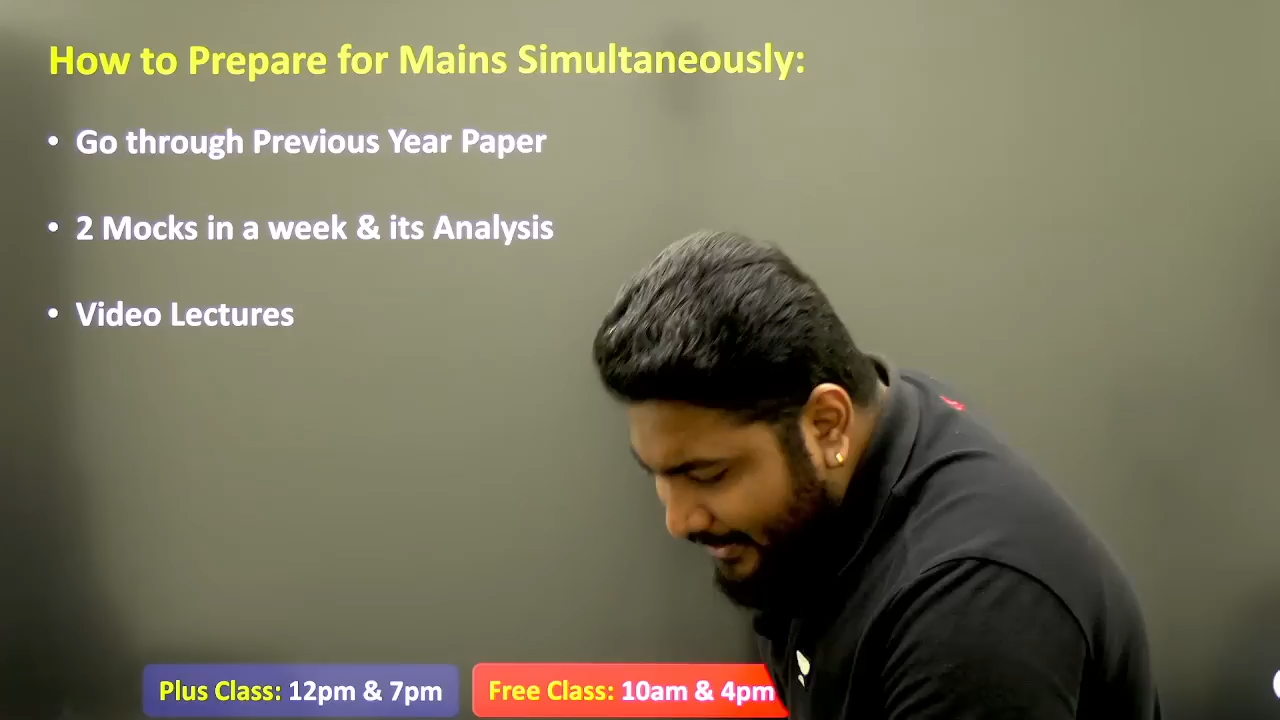 How to Prepare for Mains Simultaneously:
• Go through Previous Year Paper
• 2 Mocks in a week & its Analysis
• Video Lectures
Plus Class: 12pm & 7pm
Free Class: 10am & 4pm